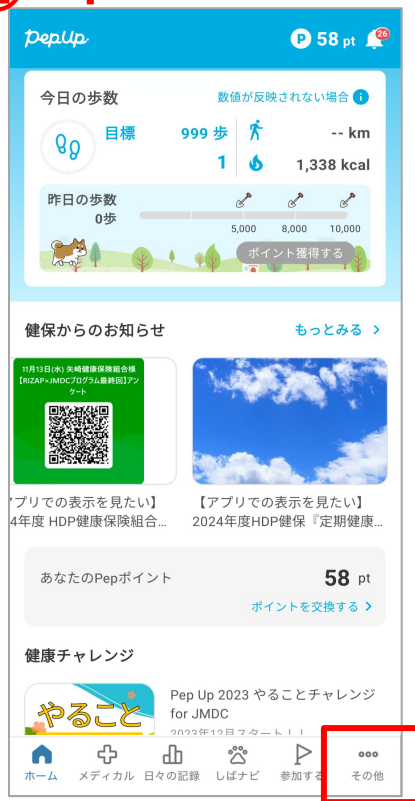 PepUp
P 58 pt 26
今日の歩数
数値が反映されない場合 i
目標 999 歩 -- km
1 1,338 kcal
昨日の歩数
0歩
5,000 8,000 10,000
ポイント獲得する
健保からのお知らせ
もっとみる >
11月13日(水) 矢崎健康保険組合様
【RIZAP×JMDCプログラム最終回】アン
ケート
プリでの表示を見たい】
4年度 HDP健康保険組合...
【アプリでの表示を見たい】
2024年度HDP健保『定期健康...
あなたのPepポイント
58 pt
ポイントを交換する >
健康チャレンジ
やること
Pep Up 2023 やることチャレンジ
for JMDC
2023年12月スタート!!
ホーム メディカル 日々の記録 しばナビ 参加する その他